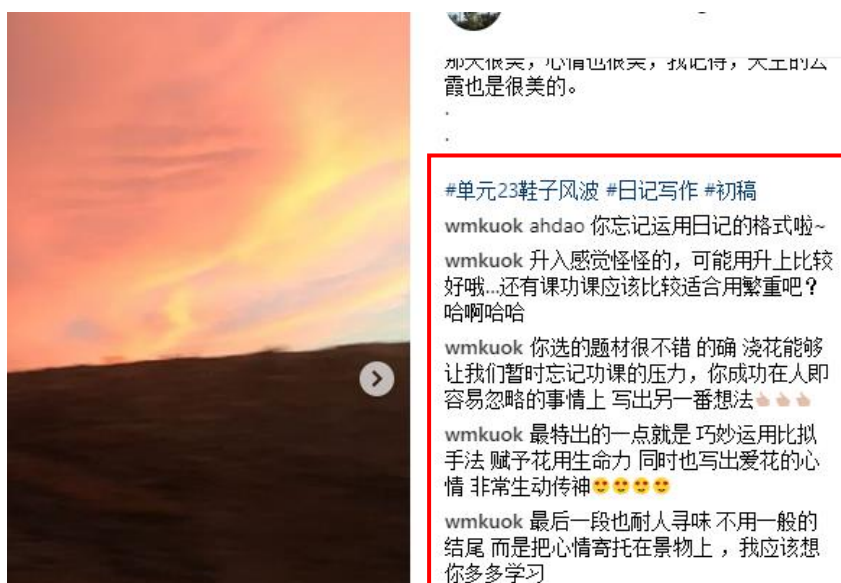 那天很美，心情也很美，我记得，天空的云
霞也是很美的。
.
.
#单元23鞋子风波 #日记写作 #初稿
wmkuok ahdao 你忘记运用日记的格式啦~
wmkuok 升入感觉怪怪的，可能用升上比较
好哦...还有课功课应该比较适合用繁重吧？
哈啊哈哈
wmkuok 你选的题材很不错 的确 浇花能够
让我们暂时忘记功课的压力，你成功在人即
容易忽略的事情上 写出另一番想法👍🏻👍🏻👍🏻
wmkuok 最特出的一点就是 巧妙运用比拟
手法 赋予花用生命力 同时也写出爱花的心
情 非常生动传神😍😍😍😍
wmkuok 最后一段也耐人寻味 不用一般的
结尾 而是把心情寄托在景物上 ，我应该想
你多多学习